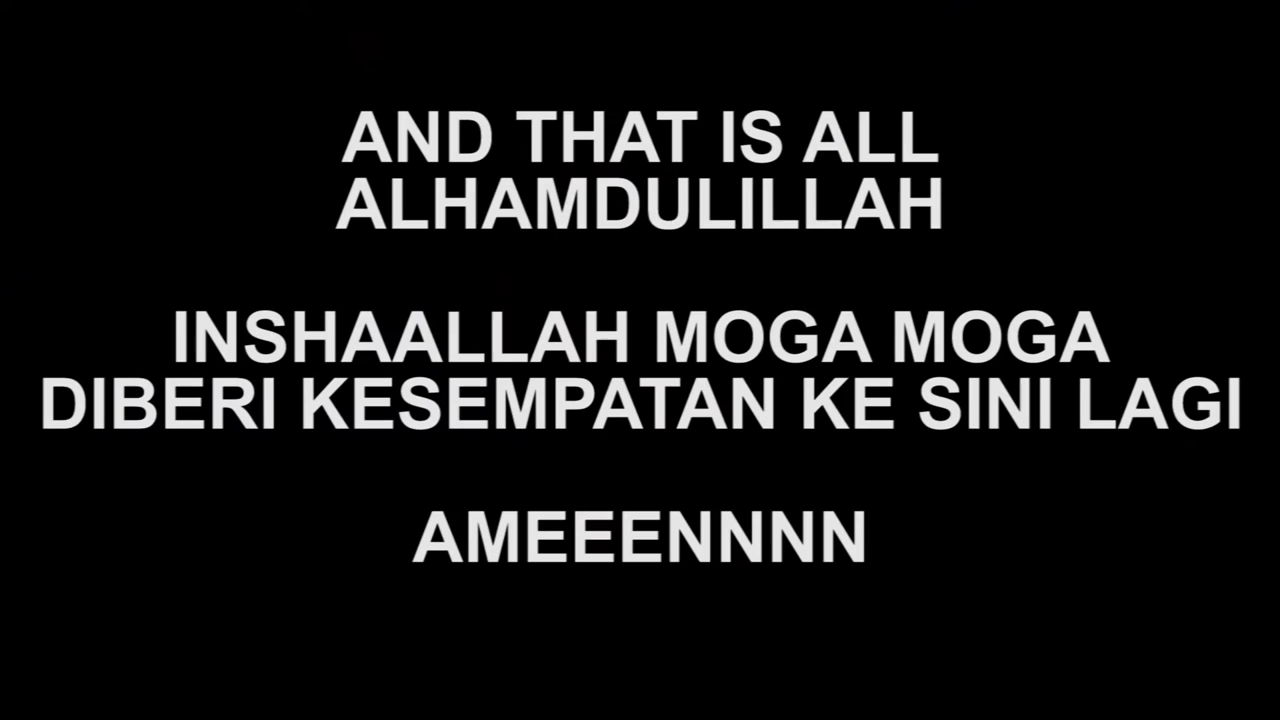 AND THAT IS ALL
ALHAMDULILLAH
INSHAALLAH MOGA MOGA
DIBERI KESEMPATAN KE SINI LAGI
AMEEENNNN